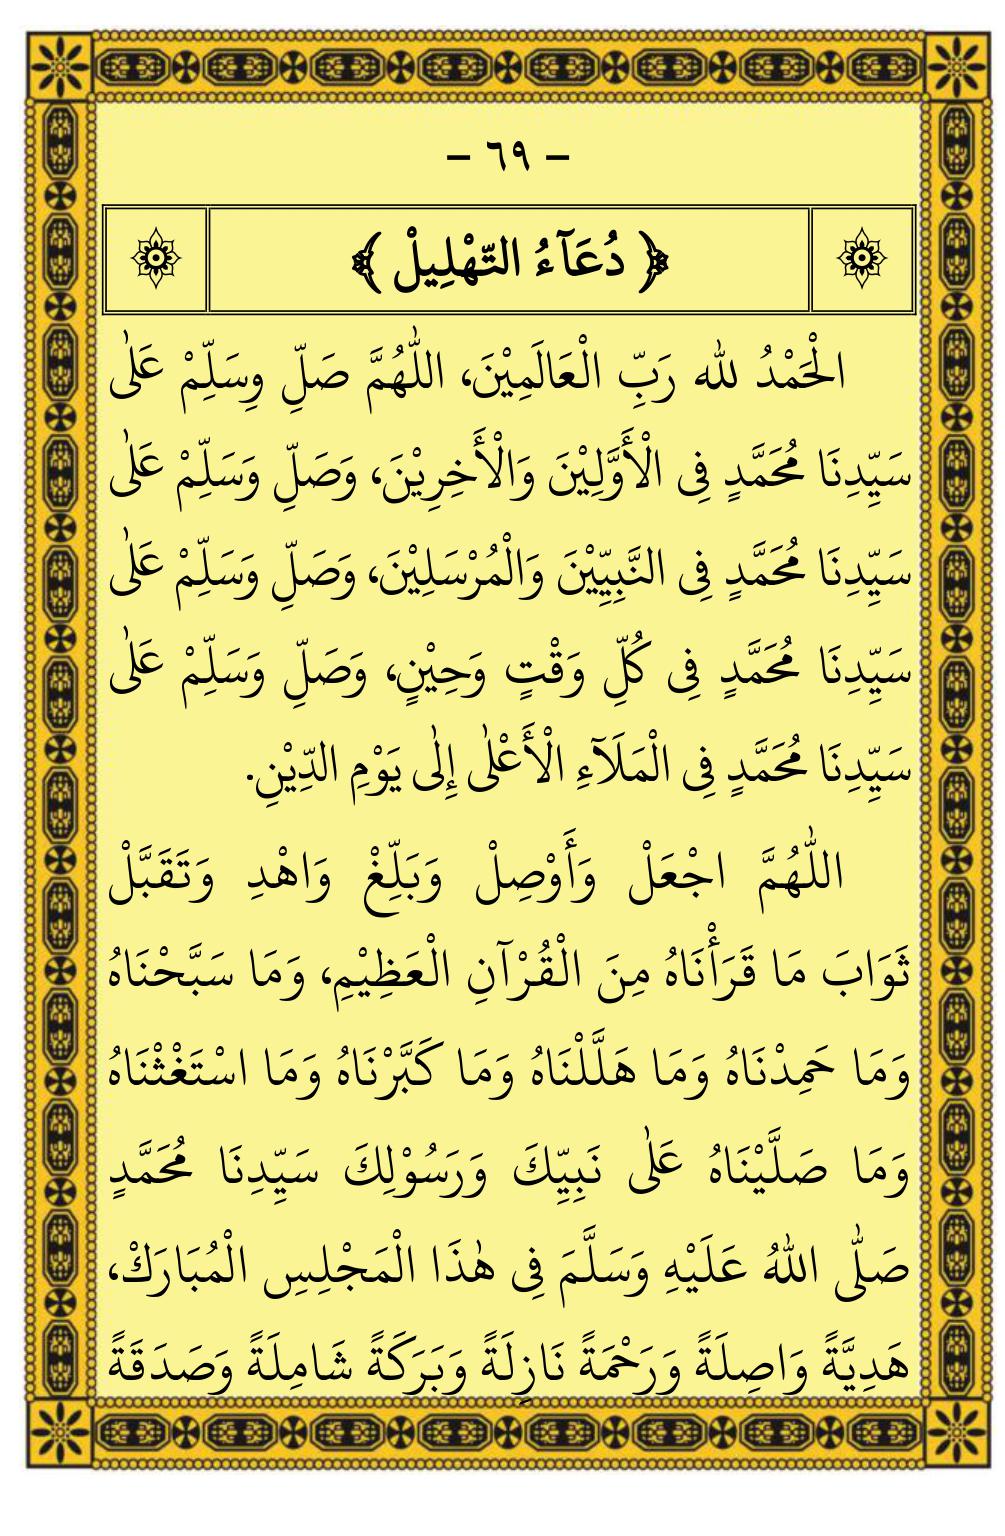 – ٦٩ –
﴿ دُعَآءُ التَّهْلِيلْ ﴾
الْحَمْدُ لله رَبِّ الْعَالَمِيْنَ، اللّٰهُمَّ صَلِّ وِسَلِّمْ عَلٰى
سَيِّدِنَا مُحَمَّدٍ فِى الْأَوَّلِيْنَ وَالْأَخِرِيْنَ، وَصَلِّ وَسَلِّمْ عَلٰى
سَيِّدِنَا مُحَمَّدٍ فِى النَّبِيِّيْنَ وَالْمُرْسَلِيْنَ، وَصَلِّ وَسَلِّمْ عَلٰى
سَيِّدِنَا مُحَمَّدٍ فِى كُلِّ وَقْتٍ وَحِيْنٍ، وَصَلِّ وَسَلِّمْ عَلٰى
سَيِّدِنَا مُحَمَّدٍ فِى الْمَلَآءِ الْأَعْلٰى إِلٰى يَوْمِ الدِّيْنِ.
اللّٰهُمَّ اجْعَلْ وَأَوْصِلْ وَبَلِّغْ وَاهْدِ وَتَقَبَّلْ
ثَوَابَ مَا قَرَأْنَاهُ مِنَ الْقُرْآنِ الْعَظِيْمِ، وَمَا سَبَّحْنَاهُ
وَمَا حَمِدْنَاهُ وَمَا هَلَّلْنَاهُ وَمَا كَبَّرْنَاهُ وَمَا اسْتَغْثْنَاهُ
وَمَا صَلَّيْنَاهُ عَلٰى نَبِيِّكَ وَرَسُوْلِكَ سَيِّدِنَا مُحَمَّدٍ
صَلّٰى اللهُ عَلَيْهِ وَسَلَّمَ فِى هٰذَا الْمَجْلِسِ الْمُبَارَكْ،
هَدِيَّةً وَاصِلَةً وَرَحْمَةً نَازِلَةً وَبَرَكَةً شَامِلَةً وَصَدَقَةً